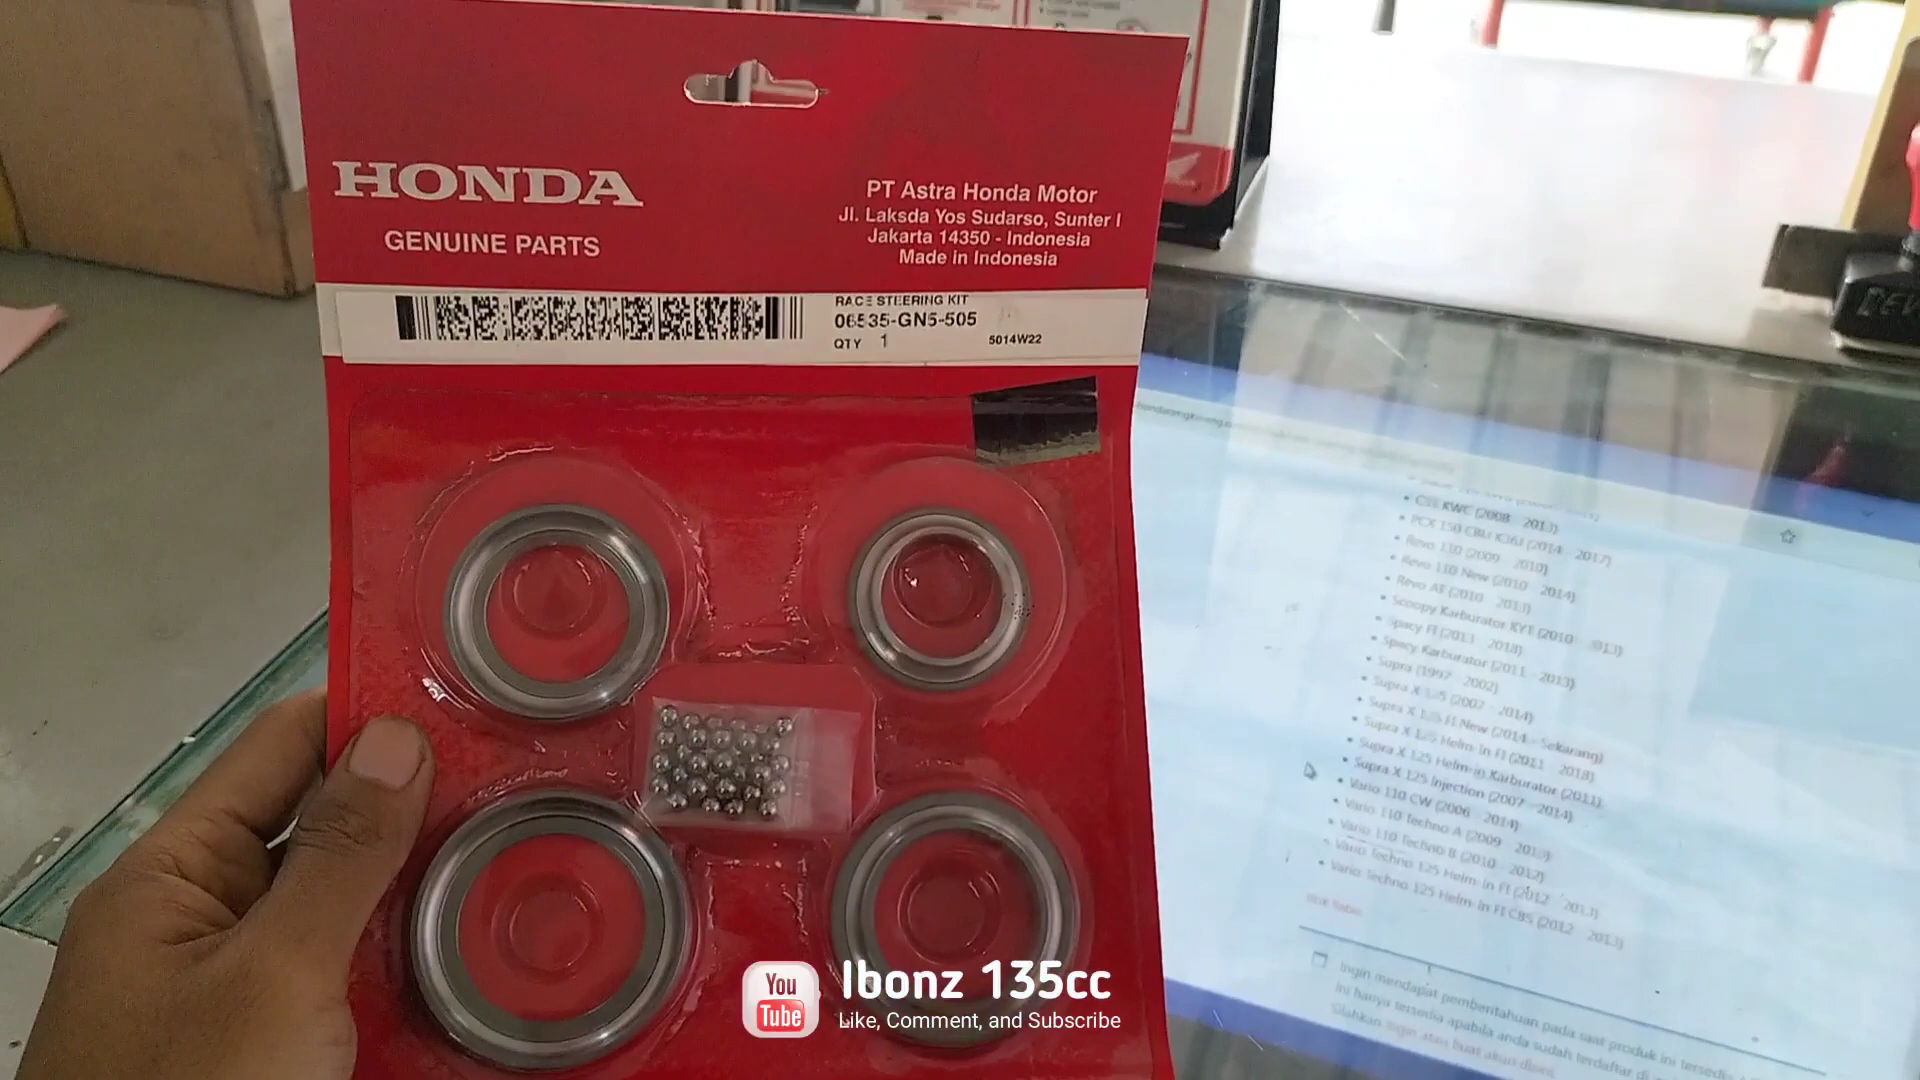 HONDA
GENUINE PARTS
PT Astra Honda Motor
Jl. Laksda Yos Sudarso, Sunter I
Jakarta 14350 - Indonesia
Made in Indonesia
RACE STEERING KIT
06535-GN5-505
QTY 1
5014W22
KWC (2008 - 2013)
PCX 150 CBU K36J (2014 - 2017)
Revo 110 (2009 - 2010)
Revo 110 New (2010 - 2014)
Revo AT (2010 - 2013)
Scoopy Karburator KYT (2010 - 2013)
Spacy FI (2013 - 2018)
Spacy Karburator (2011 - 2013)
Supra (1997 - 2002)
Supra X 125 (2007 - 2014)
Supra X 125 FI New (2014 - Sekarang)
Supra X 125 Helm-In FI (2011 - 2018)
Supra X 125 Helm-in Karburator (2011)
Supra X 125 Injection (2007 - 2014)
Vario 110 CW (2006 - 2014)
Vario 110 Techno A (2009 - 2013)
Vario 110 Techno B (2010 - 2012)
Vario Techno 125 Helm-In FI (2012 - 2013)
Vario Techno 125 Helm-In FI CBS (2012 - 2013)
Ingin mendapat pemberitahuan pada saat produk ini tersedia
ini hanya tersedia apabila anda sudah terdaftar di
Silahkan login atau buat akun disini
You
Tube
Ibonz 135cc
Like, Comment, and Subscribe